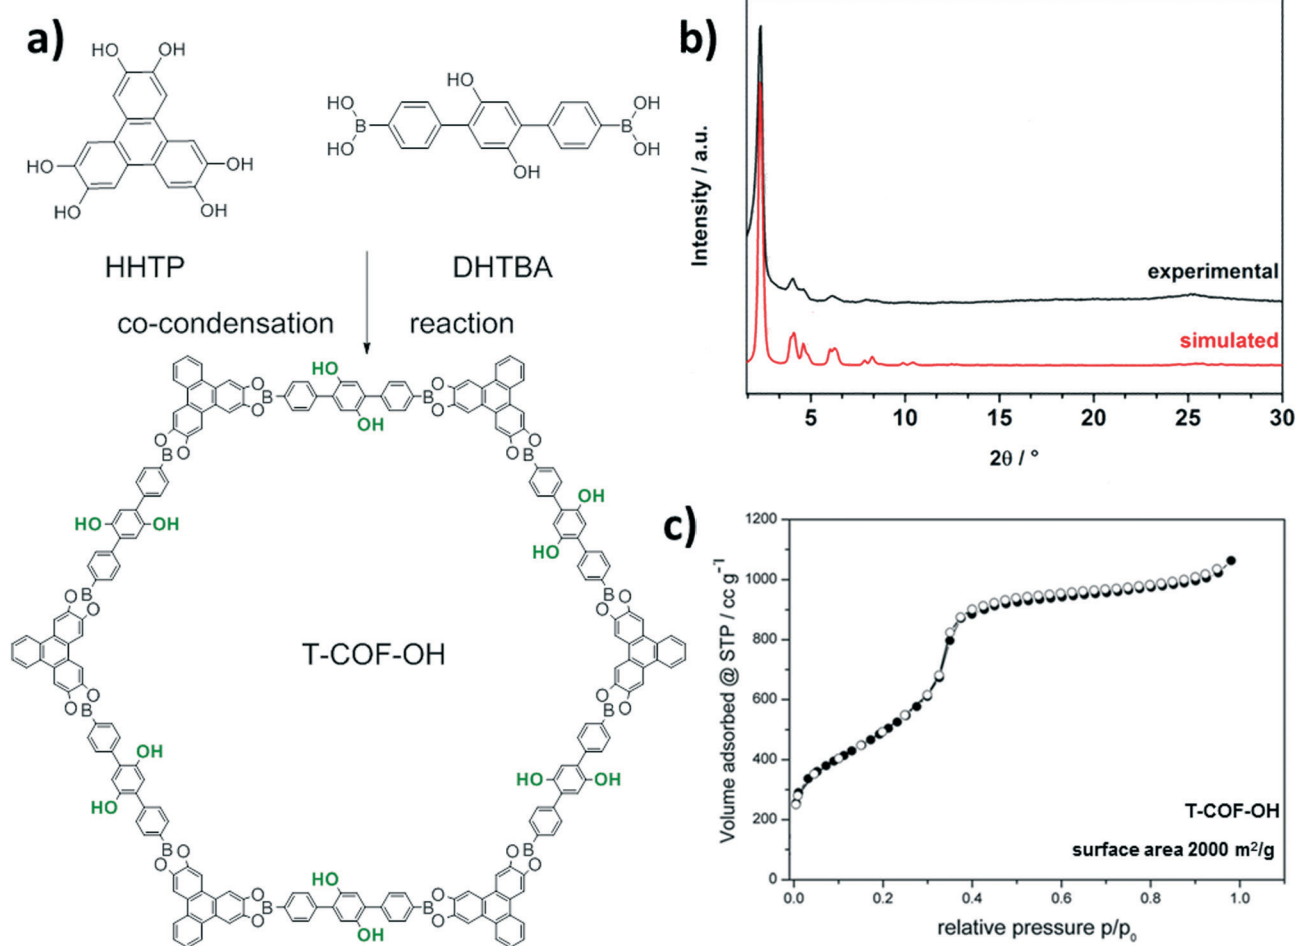 a)
HO OH
HO OH
HO OH
HHTP
HO
HO OH
B B
HO OH
OH
DHTBA
co-condensation reaction
HO
O O
B B
O O
OH
O O O O
B B
OH
HO OH
HO
B B
O O O O
T-COF-OH
O O O O
B B
OH
HO OH
HO
B B
O O O O
HO
O O
B B
O O
OH
b)
Intensity / a.u.
experimental
simulated
5 10 15 20 25 30
2θ / °
c)
Volume adsorbed @ STP / cc g⁻¹
1200
1000
800
600
400
200
0
T-COF-OH
surface area 2000 m²/g
0.0 0.2 0.4 0.6 0.8 1.0
relative pressure p/p₀